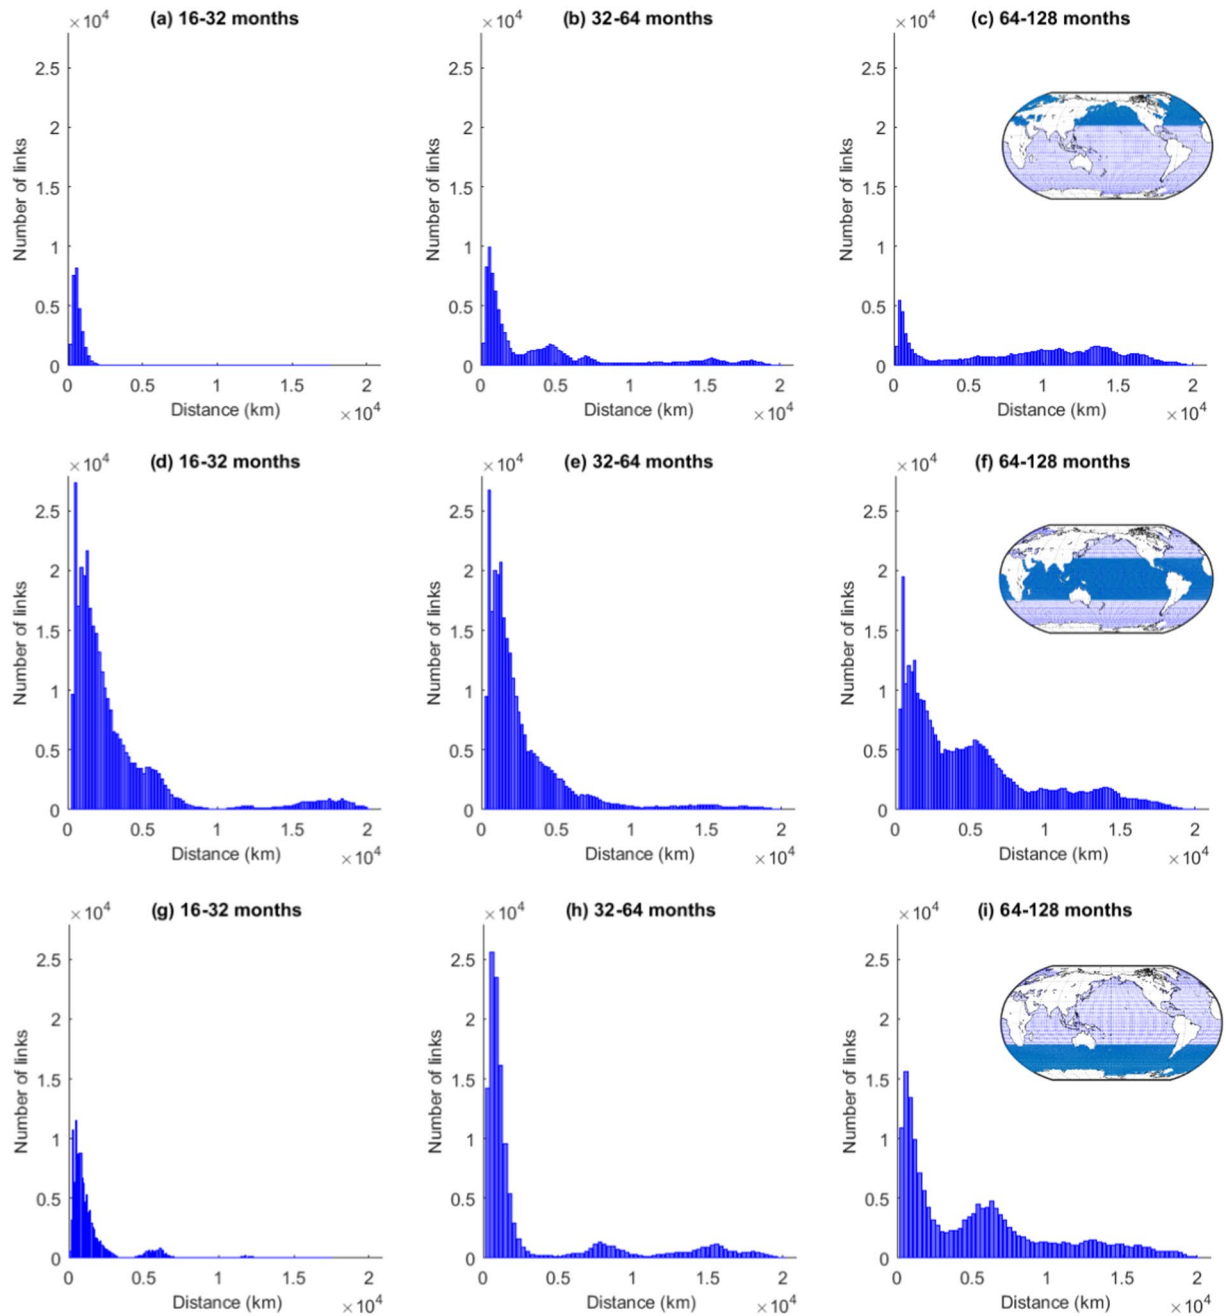 (a) 16-32 months
×10⁴
2.5
2
1.5
1
0.5
0
Number of links
0 0.5 1 1.5 2
Distance (km)
×10⁴
(b) 32-64 months
×10⁴
2.5
2
1.5
1
0.5
0
Number of links
0 0.5 1 1.5 2
Distance (km)
×10⁴
(c) 64-128 months
×10⁴
2.5
2
1.5
1
0.5
0
Number of links
0 0.5 1 1.5 2
Distance (km)
×10⁴
(d) 16-32 months
×10⁴
2.5
2
1.5
1
0.5
0
Number of links
0 0.5 1 1.5 2
Distance (km)
×10⁴
(e) 32-64 months
×10⁴
2.5
2
1.5
1
0.5
0
Number of links
0 0.5 1 1.5 2
Distance (km)
×10⁴
(f) 64-128 months
×10⁴
2.5
2
1.5
1
0.5
0
Number of links
0 0.5 1 1.5 2
Distance (km)
×10⁴
(g) 16-32 months
×10⁴
2.5
2
1.5
1
0.5
0
Number of links
0 0.5 1 1.5 2
Distance (km)
×10⁴
(h) 32-64 months
×10⁴
2.5
2
1.5
1
0.5
0
Number of links
0 0.5 1 1.5 2
Distance (km)
×10⁴
(i) 64-128 months
×10⁴
2.5
2
1.5
1
0.5
0
Number of links
0 0.5 1 1.5 2
Distance (km)
×10⁴